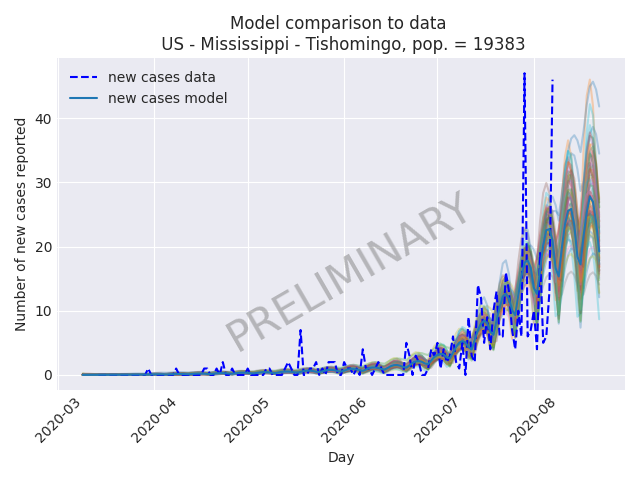 Model comparison to data
US - Mississippi - Tishomingo, pop. = 19383
new cases data
new cases model
Number of new cases reported
40
30
20
10
0
PRELIMINARY
2020-03
2020-04
2020-05
2020-06
2020-07
2020-08
Day